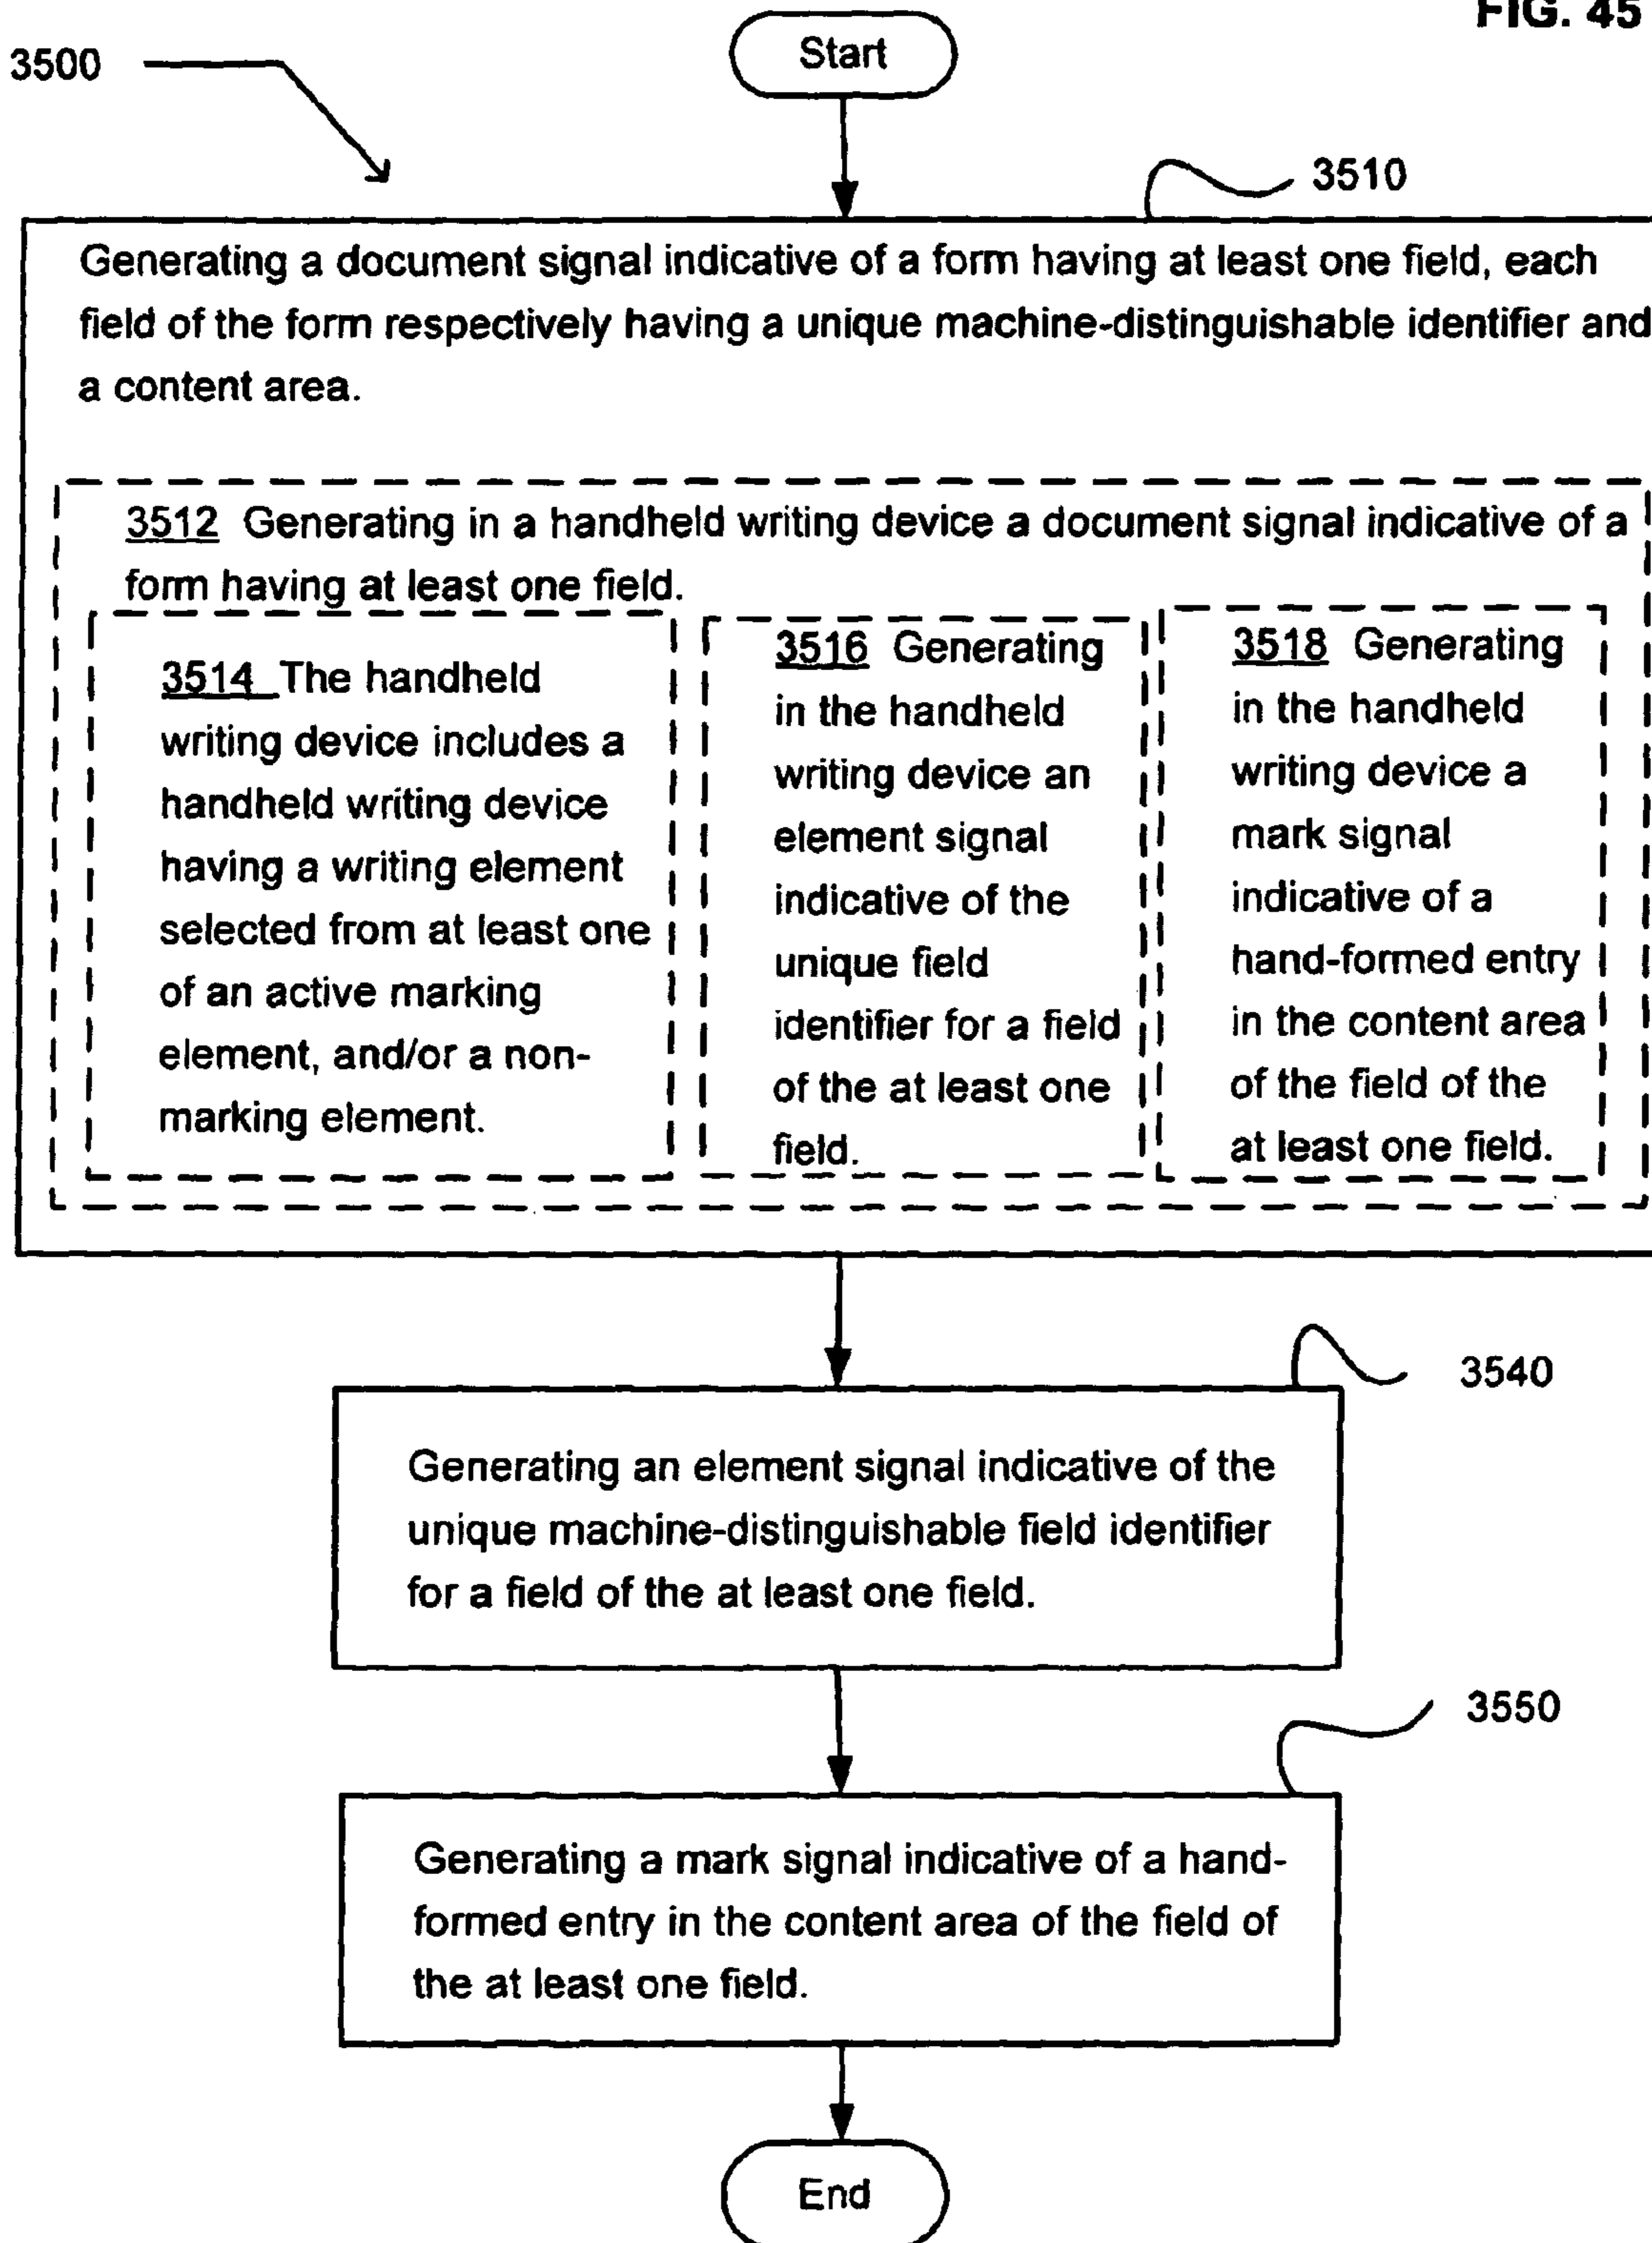 FIG. 45
3500
Start
3510
Generating a document signal indicative of a form having at least one field, each
field of the form respectively having a unique machine-distinguishable identifier and
a content area.
3512 Generating in a handheld writing device a document signal indicative of a
form having at least one field.
3514 The handheld
writing device includes a
handheld writing device
having a writing element
selected from at least one
of an active marking
element, and/or a non-
marking element.
3516 Generating
in the handheld
writing device an
element signal
indicative of the
unique field
identifier for a field
of the at least one
field.
3518 Generating
in the handheld
writing device a
mark signal
indicative of a
hand-formed entry
in the content area
of the field of the
at least one field.
3540
Generating an element signal indicative of the
unique machine-distinguishable field identifier
for a field of the at least one field.
3550
Generating a mark signal indicative of a hand-
formed entry in the content area of the field of
the at least one field.
End